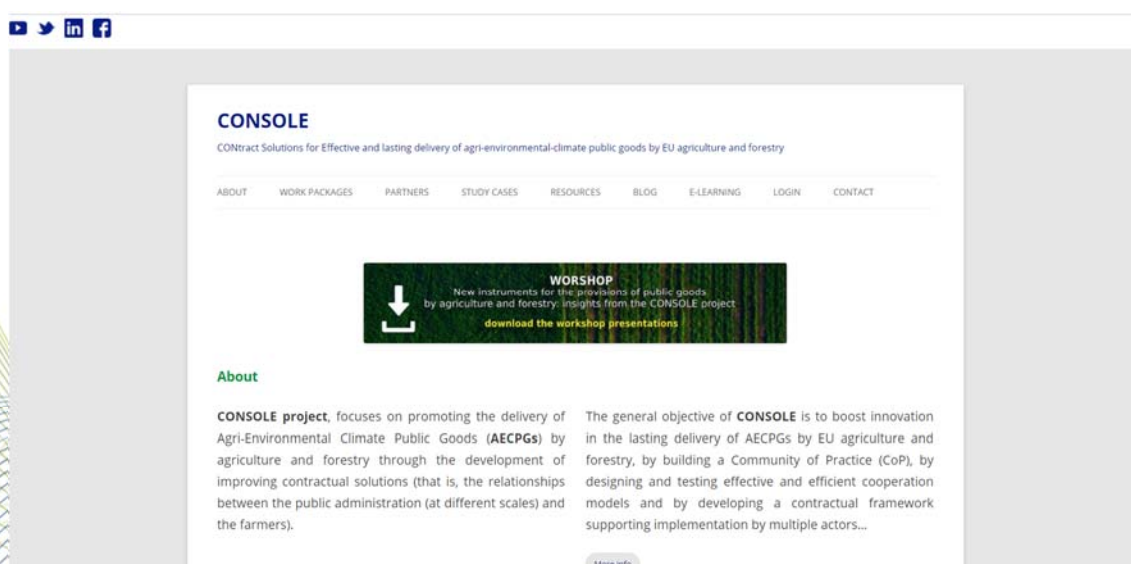 CONSOLE
CONtract Solutions for Effective and lasting delivery of agri-environmental-climate public goods by EU agriculture and forestry
ABOUT WORK PACKAGES PARTNERS STUDY CASES RESOURCES BLOG E-LEARNING LOGIN CONTACT
WORSHOP
New instruments for the provisions of public goods
by agriculture and forestry: insights from the CONSOLE project
download the workshop presentations
About
CONSOLE project, focuses on promoting the delivery of
Agri-Environmental Climate Public Goods (AECPGs) by
agriculture and forestry through the development of
improving contractual solutions (that is, the relationships
between the public administration (at different scales) and
the farmers).
The general objective of CONSOLE is to boost innovation
in the lasting delivery of AECPGs by EU agriculture and
forestry, by building a Community of Practice (CoP), by
designing and testing effective and efficient cooperation
models and by developing a contractual framework
supporting implementation by multiple actors...
More info